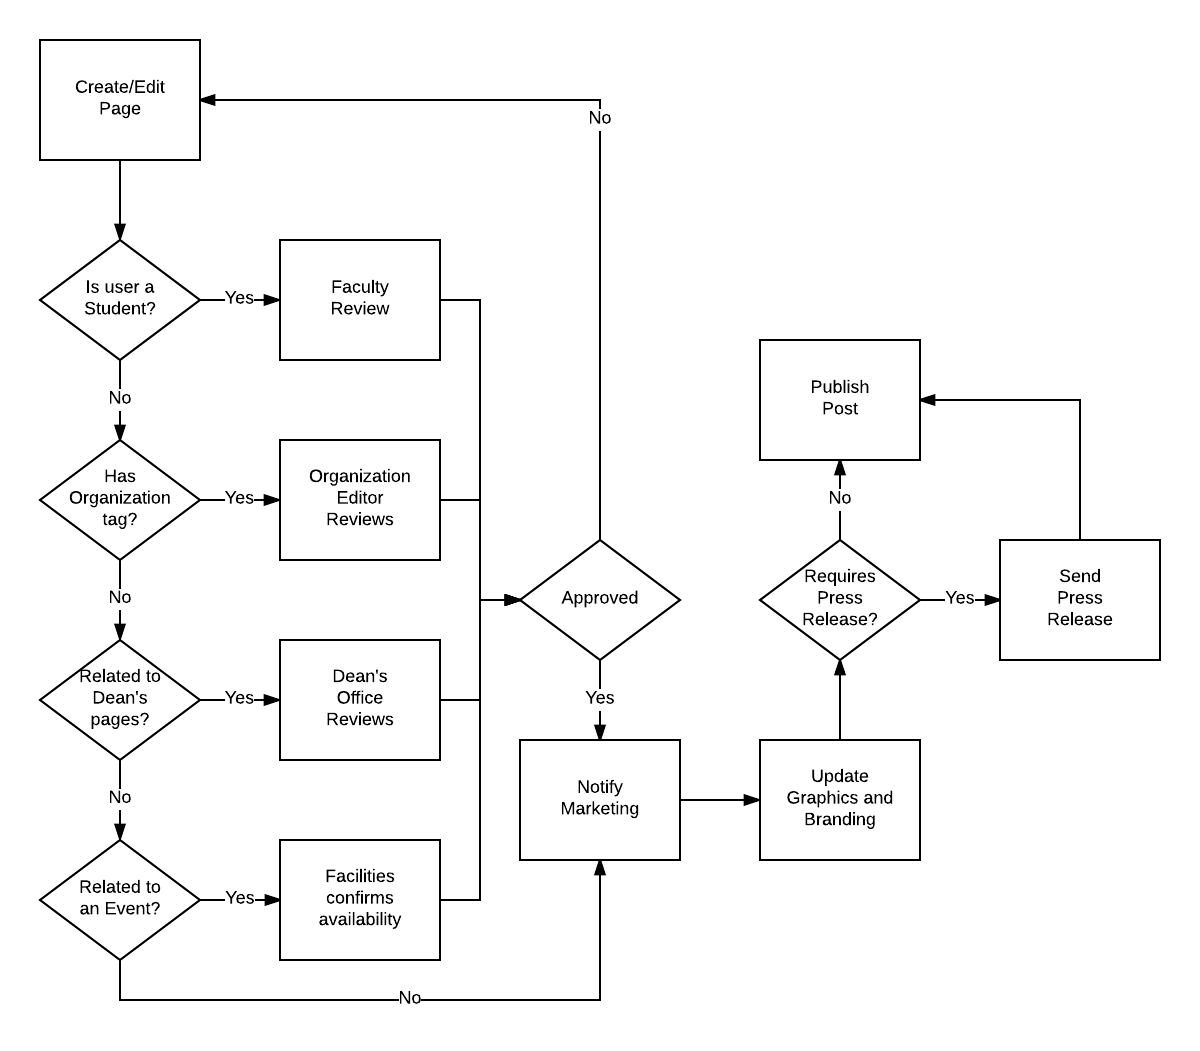 Create/Edit
Page
No
Is user a
Student?
Yes
Faculty
Review
No
Has
Organization
tag?
Yes
Organization
Editor
Reviews
No
Related to
Dean's
pages?
Yes
Dean's
Office
Reviews
No
Related to
an Event?
Yes
Facilities
confirms
availability
No
Approved
Yes
Notify
Marketing
Update
Graphics and
Branding
Requires
Press
Release?
Yes
Send
Press
Release
No
Publish
Post